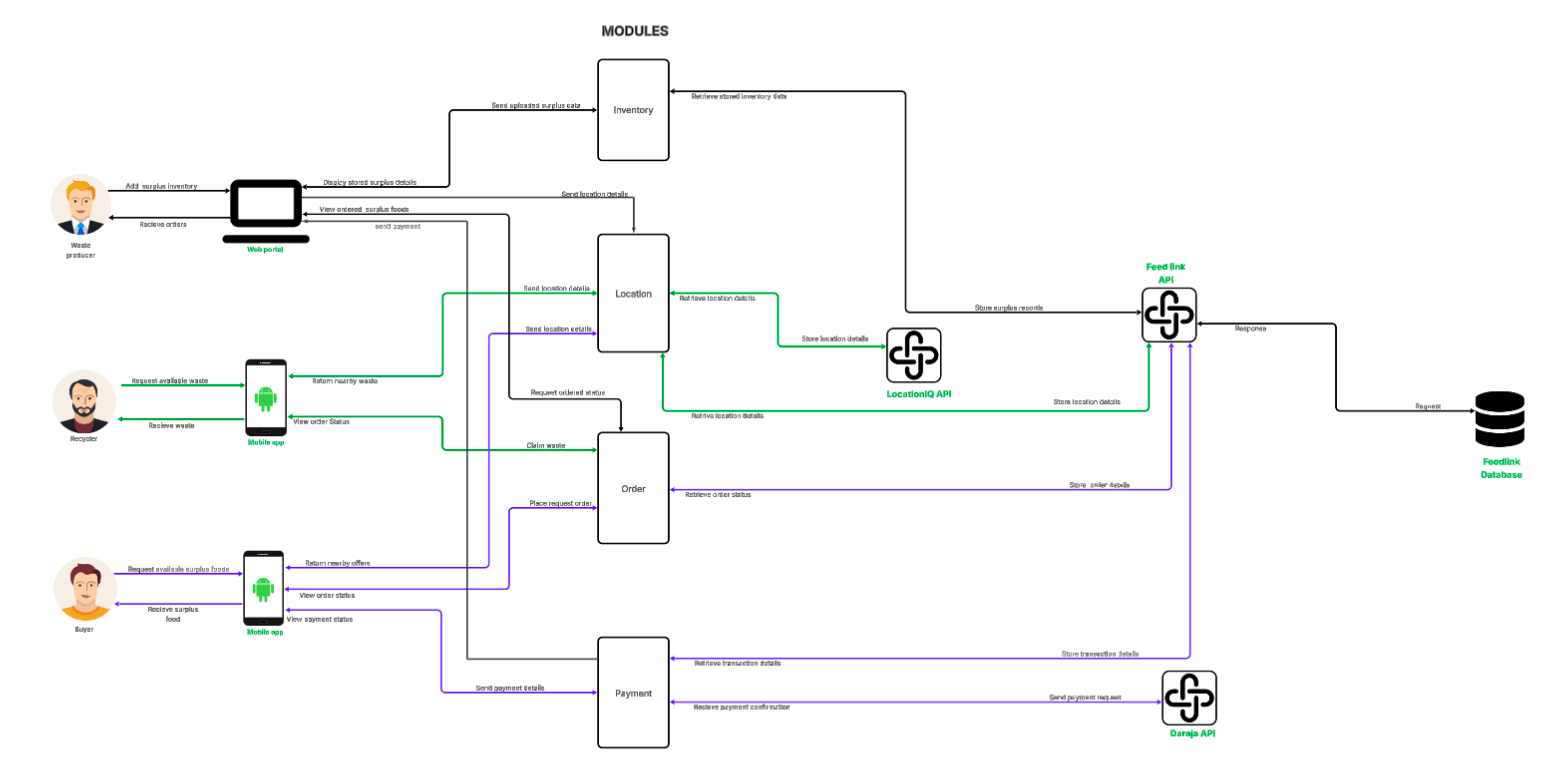 MODULES
Inventory
Send uploaded surplus data
Retrieve stored inventory data
Add surplus inventory
Display stored surplus details
Send location details
View ordered surplus foods
Recieve orders
send payment
Waste
producer
Web portal
Location
Send location details
Retrieve location details
Feed link
API
Store surplus records
Response
Send location details
Store location details
LocationIQ API
Request available waste
Return nearby waste
Request ordered status
Store location details
Retrive location details
Request
Recieve waste
View order Status
Recycler
Mobile app
Claim waste
Feedlink
Database
Order
Retrieve order status
Store order details
Place request order
Request available surplus foods
Return nearby offers
View order status
Recieve surplus
food
View payment status
Buyer
Mobile app
Store transaction details
Retrieve transaction details
Send payment details
Payment
Send payment request
Recieve payment confirmation
Daraja API